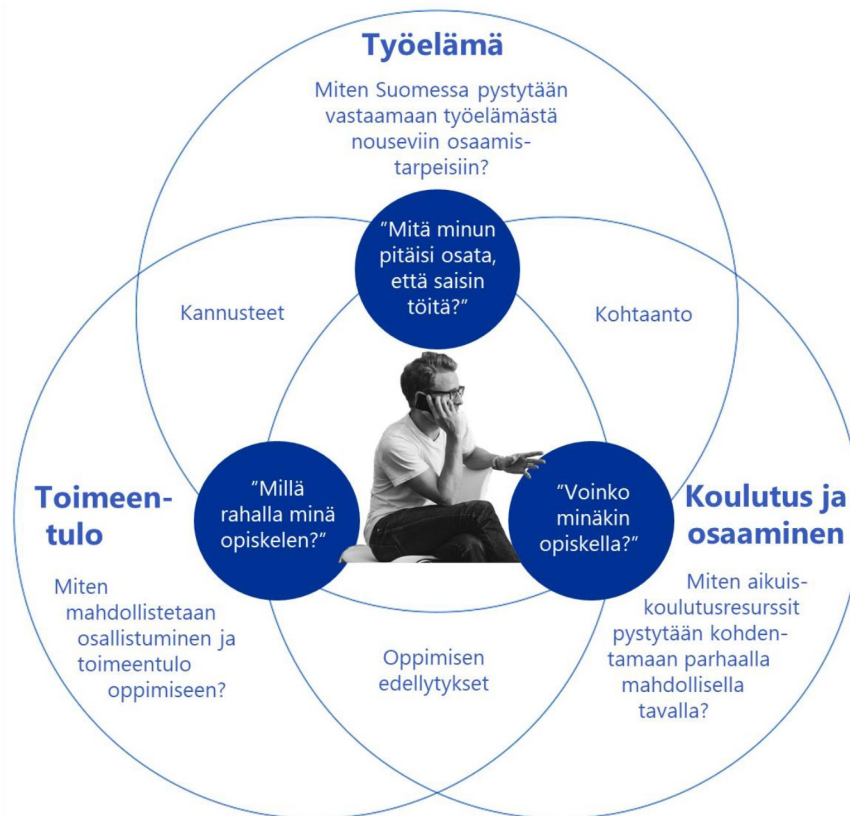 Työelämä
Miten Suomessa pystytään
vastaamaan työelämästä
nouseviin osaamis-
tarpeisiin?
"Mitä minun
pitäisi osata,
että saisin
töitä?"
Kannusteet
Kohtaanto
Toimeen-
tulo
Miten
mahdollistetaan
osallistuminen ja
toimeentulo
oppimiseen?
"Millä
rahalla minä
opiskelen?"
"Voinko
minäkin
opiskella?"
Koulutus ja
osaaminen
Miten aikuis-
koulutusresurssit
pystytään kohden-
tamaan parhaalla
mahdollisella
tavalla?
Oppimisen
edellytykset